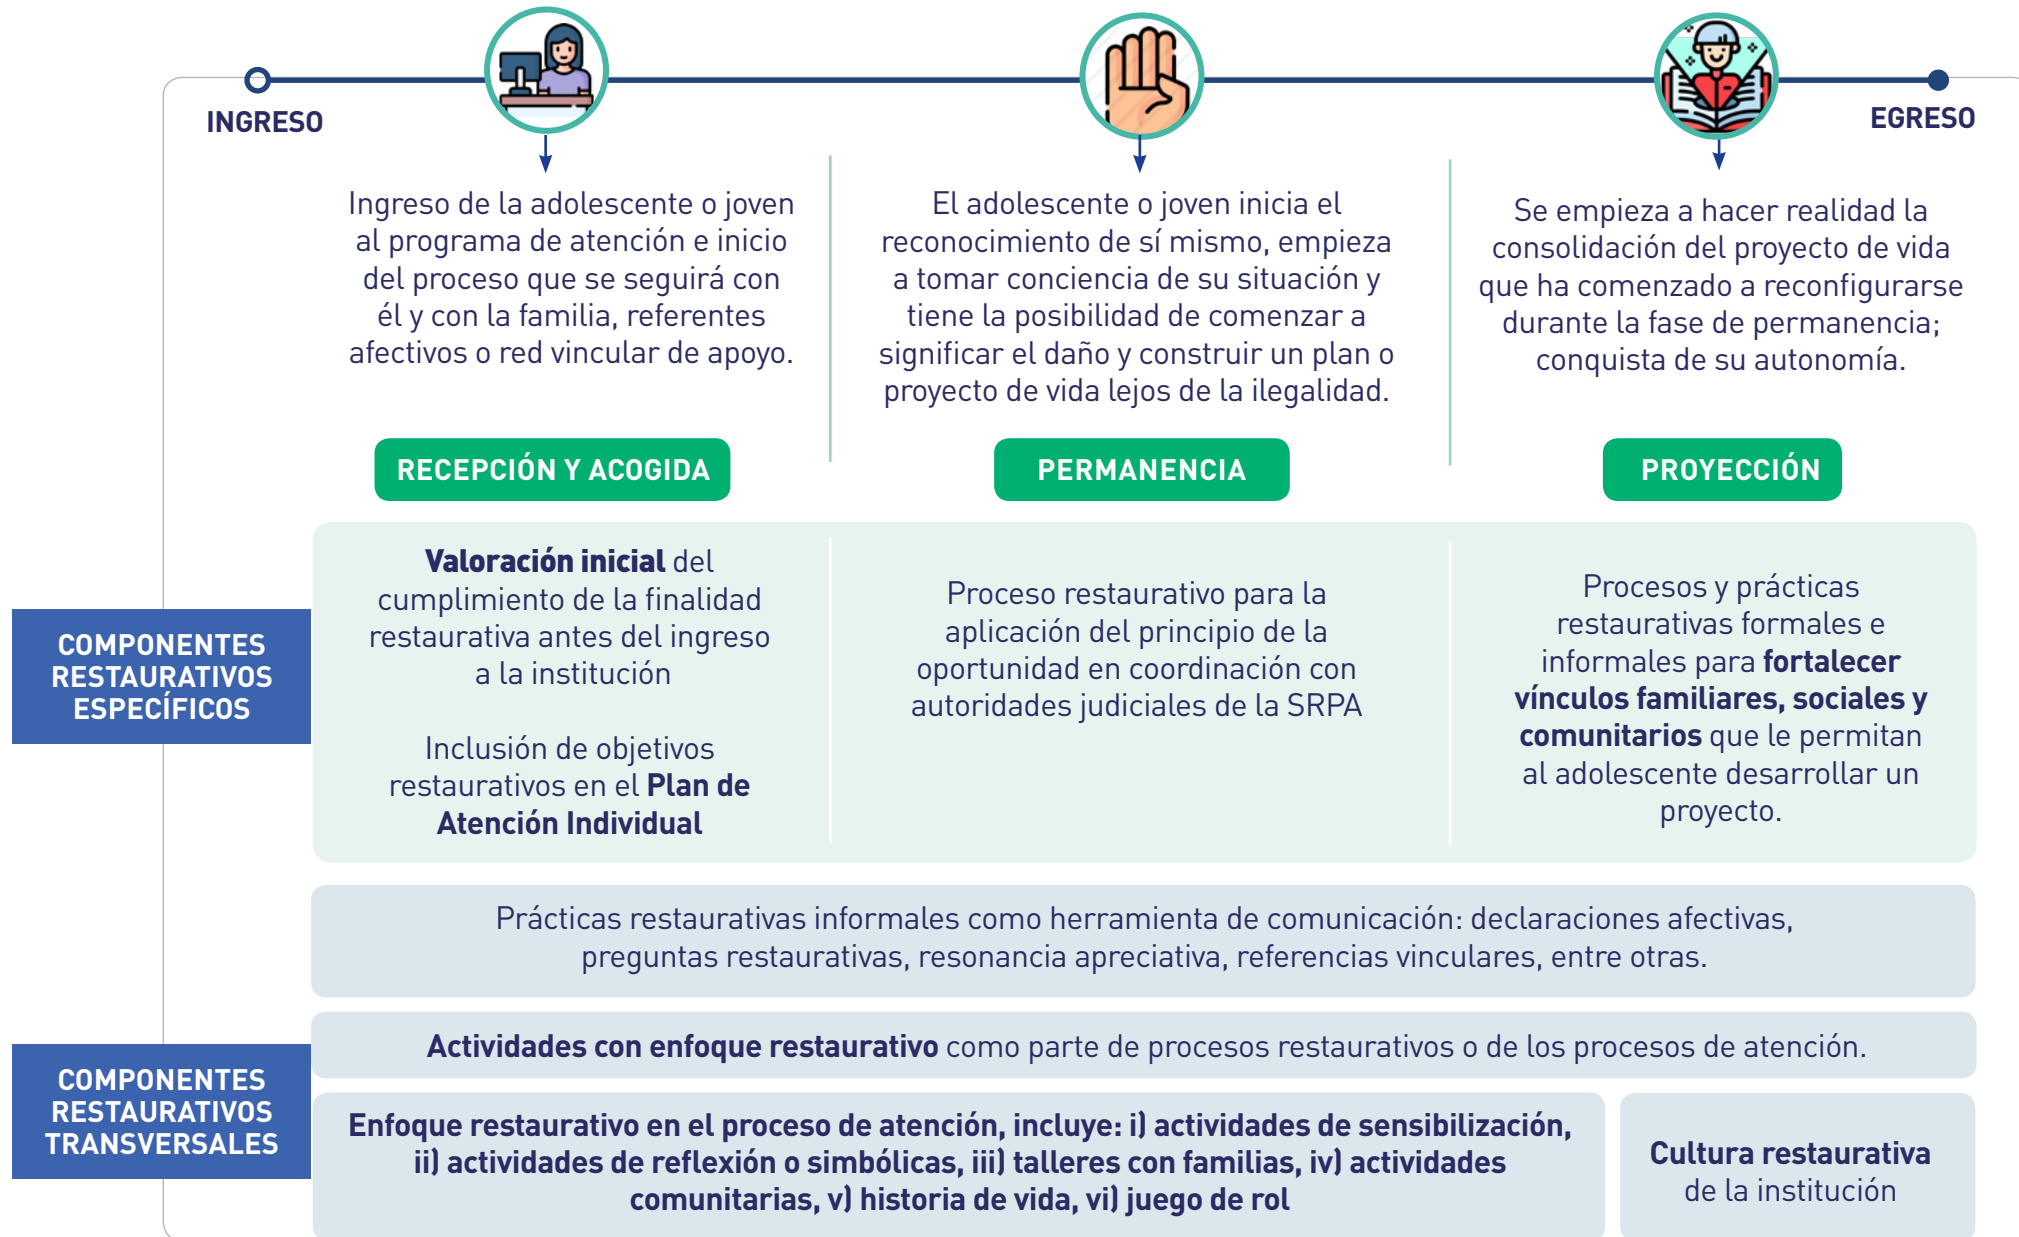 INGRESO
EGRESO
Ingreso de la adolescente o joven
al programa de atención e inicio
del proceso que se seguirá con
él y con la familia, referentes
afectivos o red vincular de apoyo.
El adolescente o joven inicia el
reconocimiento de sí mismo, empieza
a tomar conciencia de su situación y
tiene la posibilidad de comenzar a
significar el daño y construir un plan o
proyecto de vida lejos de la ilegalidad.
Se empieza a hacer realidad la
consolidación del proyecto de vida
que ha comenzado a reconfigurarse
durante la fase de permanencia;
conquista de su autonomía.
RECEPCIÓN Y ACOGIDA
PERMANENCIA
PROYECCIÓN
COMPONENTES
RESTAURATIVOS
ESPECÍFICOS
Valoración inicial del
cumplimiento de la finalidad
restaurativa antes del ingreso
a la institución
Inclusión de objetivos
restaurativos en el Plan de
Atención Individual
Proceso restaurativo para la
aplicación del principio de la
oportunidad en coordinación con
autoridades judiciales de la SRPA
Procesos y prácticas
restaurativas formales e
informales para fortalecer
vínculos familiares, sociales y
comunitarios que le permitan
al adolescente desarrollar un
proyecto.
COMPONENTES
RESTAURATIVOS
TRANSVERSALES
Prácticas restaurativas informales como herramienta de comunicación: declaraciones afectivas,
preguntas restaurativas, resonancia apreciativa, referencias vinculares, entre otras.
Actividades con enfoque restaurativo como parte de procesos restaurativos o de los procesos de atención.
Enfoque restaurativo en el proceso de atención, incluye: i) actividades de sensibilización,
ii) actividades de reflexión o simbólicas, iii) talleres con familias, iv) actividades
comunitarias, v) historia de vida, vi) juego de rol
Cultura restaurativa
de la institución